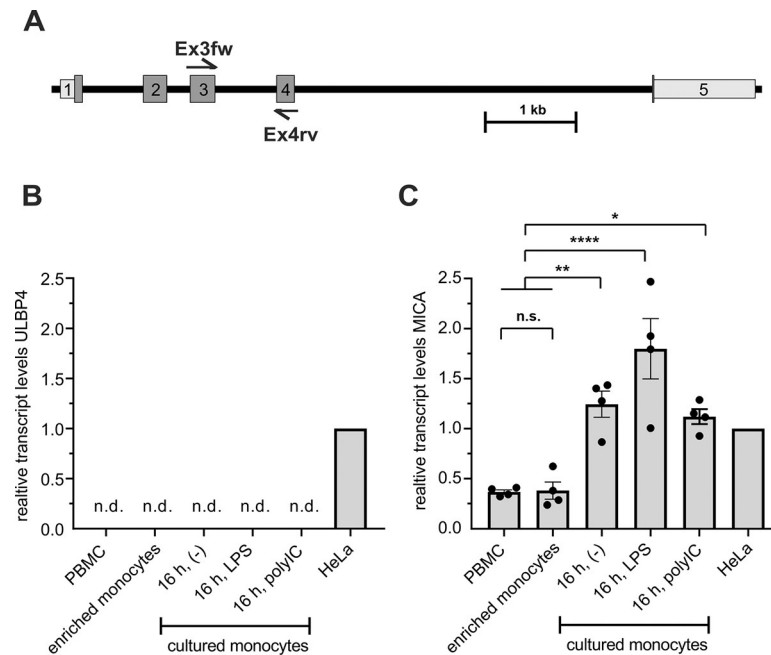 A
Ex3fw
1
2
3
4
5
Ex4rv
1 kb
B
realtive transcript levels ULBP4
2.5
2.0
1.5
1.0
0.5
0.0
n.d.
n.d.
n.d.
n.d.
n.d.
PBMC
enriched monocytes
16 h, (-)
16 h, LPS
16 h, polyIC
HeLa
cultured monocytes
C
realtive transcript levels MICA
2.5
2.0
1.5
1.0
0.5
0.0
*
****
**
n.s.
PBMC
enriched monocytes
16 h, (-)
16 h, LPS
16 h, polyIC
HeLa
cultured monocytes